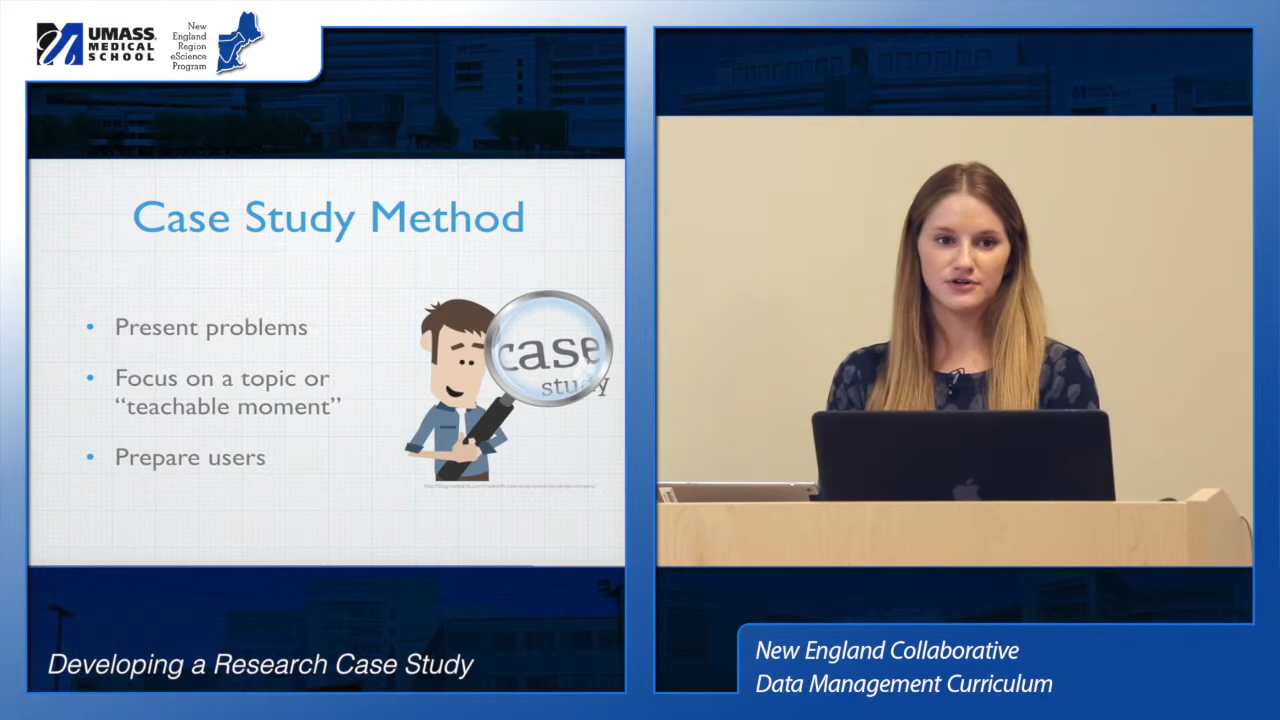 UMASS
MEDICAL
SCHOOL
New
England
Region
eScience
Program
Case Study Method
• Present problems
• Focus on a topic or
“teachable moment”
• Prepare users
case
study
Developing a Research Case Study
New England Collaborative
Data Management Curriculum